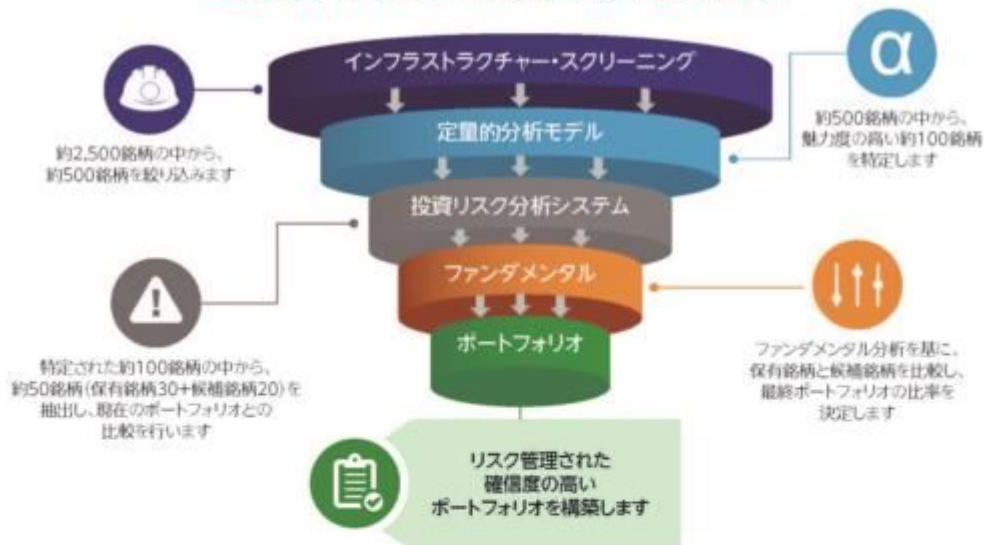 インフラストラクチャー・スクリーニング
α
約2,500銘柄の中から、
約500銘柄を絞り込みます
定量的分析モデル
約500銘柄の中から、
魅力度の高い約100銘柄
を特定します
投資リスク分析システム
ファンダメンタル
特定された約100銘柄の中から、
約50銘柄(保有銘柄30+候補銘柄20)を
抽出し、現在のポートフォリオとの
比較を行います
ポートフォリオ
ファンダメンタル分析を基に、
保有銘柄と候補銘柄を比較し、
最終ポートフォリオの比率を
決定します
リスク管理された
確信度の高い
ポートフォリオを構築します